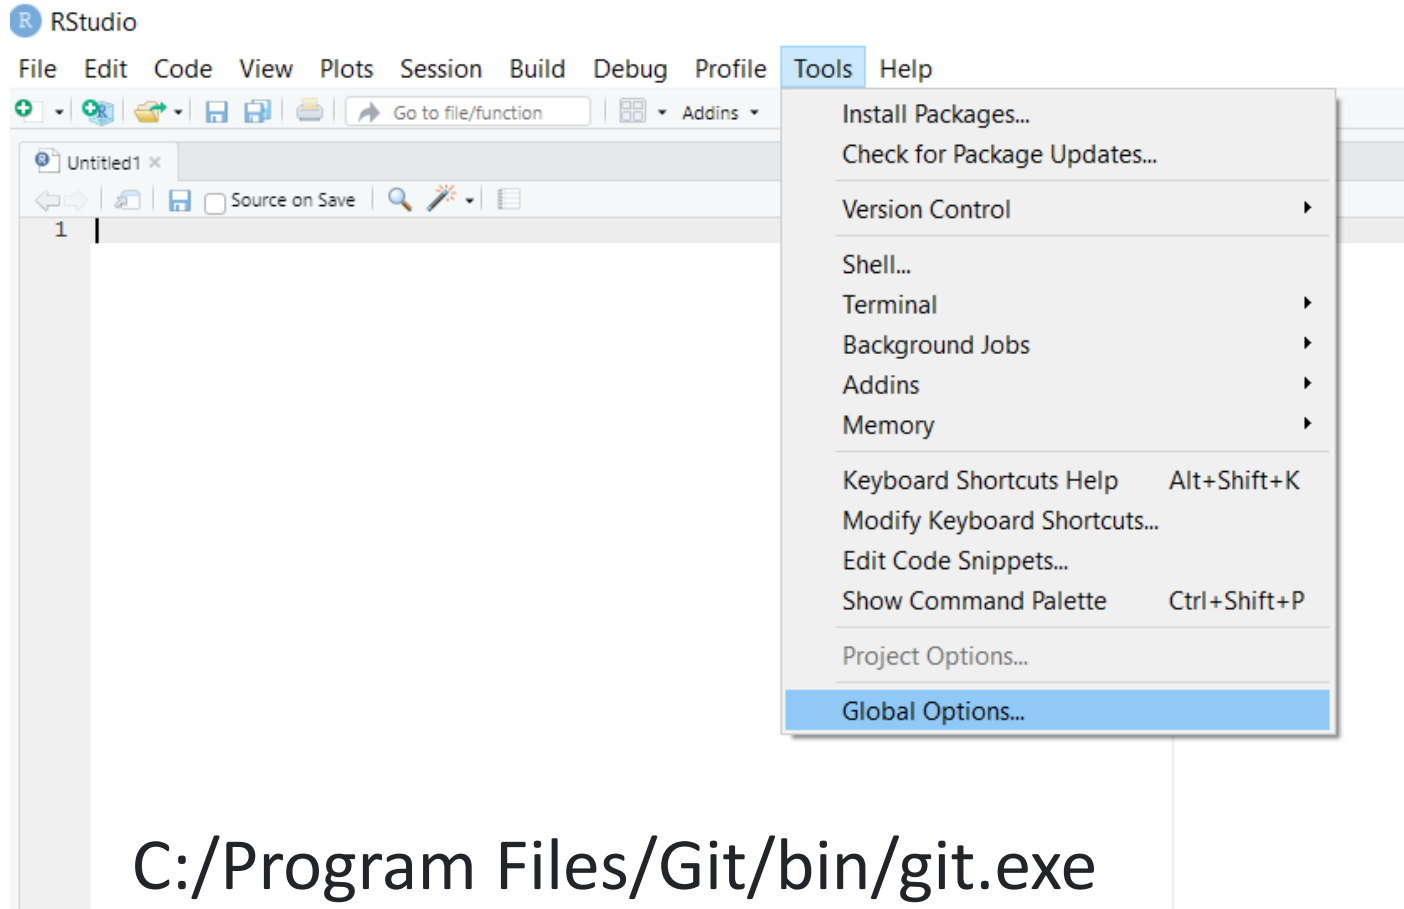 R RStudio
File Edit Code View Plots Session Build Debug Profile Tools Help
Go to file/function Addins
Untitled1
Source on Save
1
Install Packages...
Check for Package Updates...
Version Control
Shell...
Terminal
Background Jobs
Addins
Memory
Keyboard Shortcuts Help Alt+Shift+K
Modify Keyboard Shortcuts...
Edit Code Snippets...
Show Command Palette Ctrl+Shift+P
Project Options...
Global Options...
C:/Program Files/Git/bin/git.exe